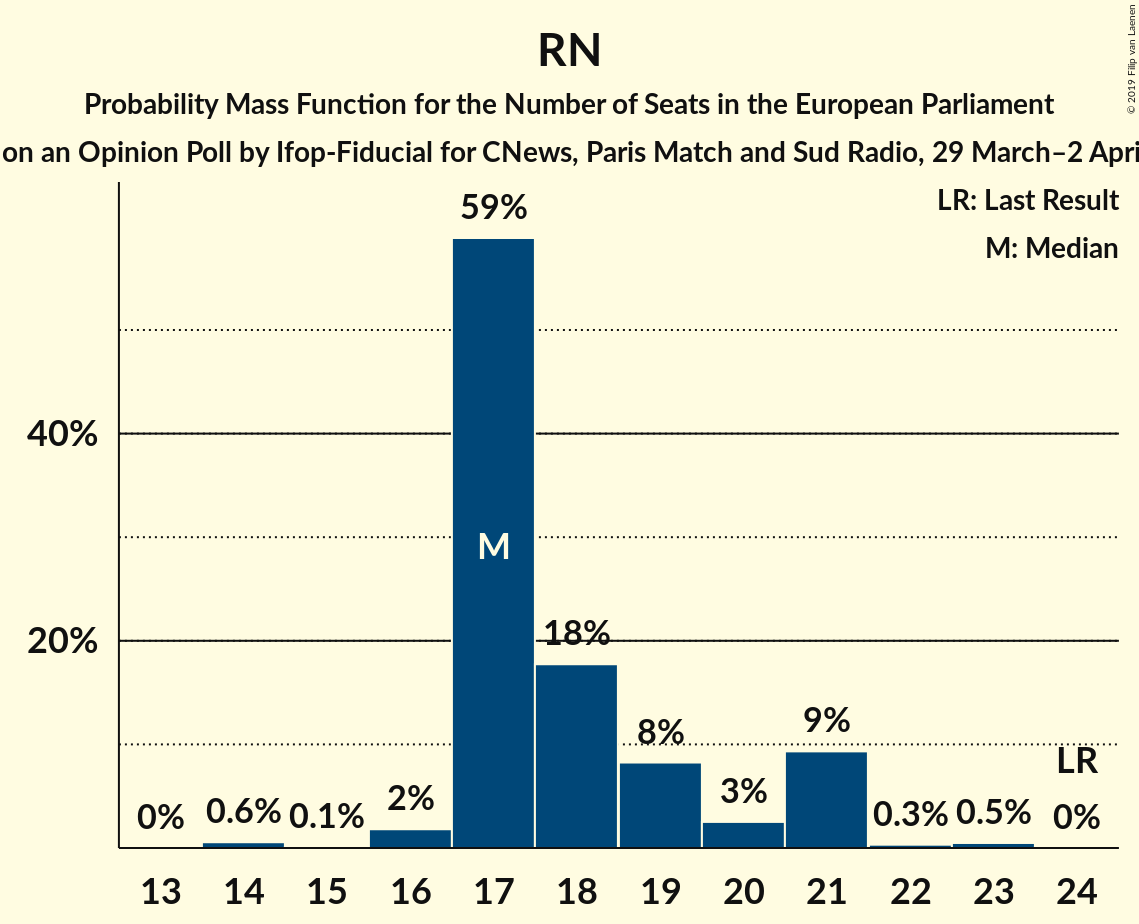 RN
Probability Mass Function for the Number of Seats in the European Parliament
on an Opinion Poll by Ifop-Fiducial for CNews, Paris Match and Sud Radio, 29 March–2 Apri
© 2019 Filip van Laenen
LR: Last Result
M: Median
59%
40%
M
20%
18%
9%
8%
LR
3%
2%
0%
0.6%
0.1%
0.3%
0.5%
0%
13 14 15 16 17 18 19 20 21 22 23 24